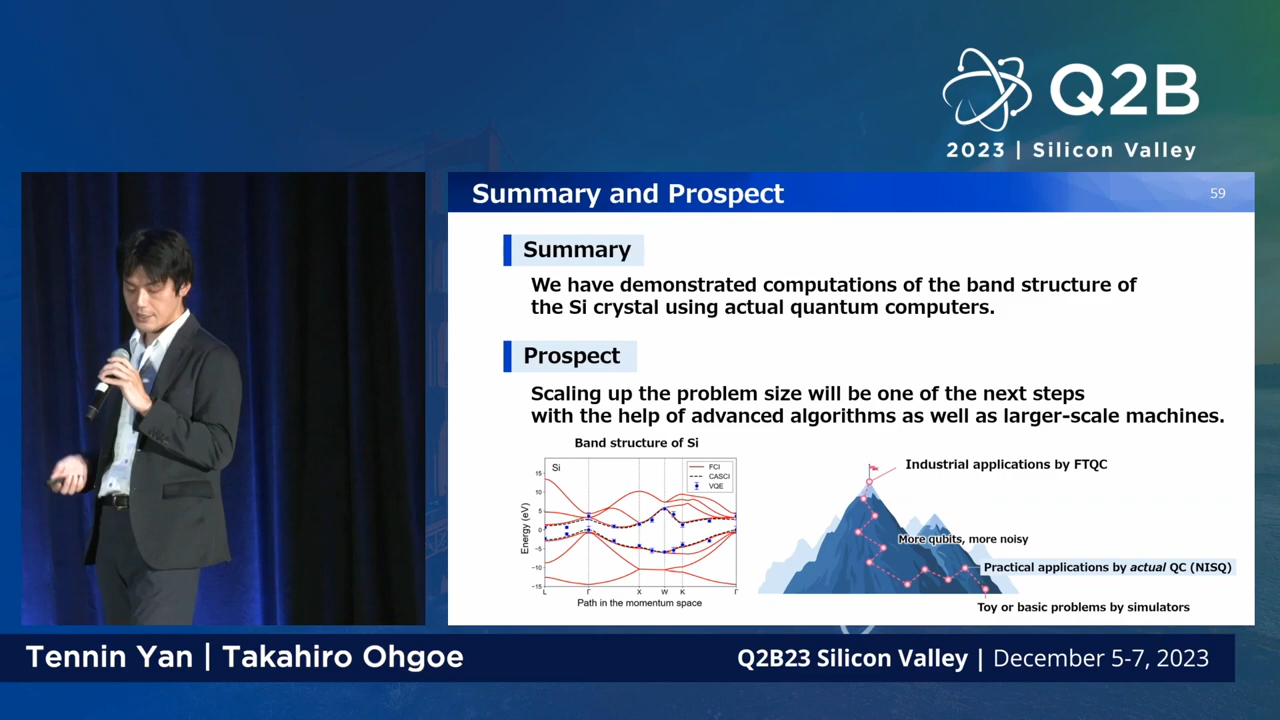 Q2B
2023 | Silicon Valley
Summary and Prospect
59
Summary
We have demonstrated computations of the band structure of
the Si crystal using actual quantum computers.
Prospect
Scaling up the problem size will be one of the next steps
with the help of advanced algorithms as well as larger-scale machines.
Band structure of Si
Si
FCI
CASCI
VQE
Energy (eV)
15
10
5
0
−5
−10
−15
L
Γ
X
W
K
Γ
Path in the momentum space
Industrial applications by FTQC
More qubits, more noisy
Practical applications by actual QC (NISQ)
Toy or basic problems by simulators
Tennin Yan | Takahiro Ohgoe
Q2B23 Silicon Valley | December 5-7, 2023